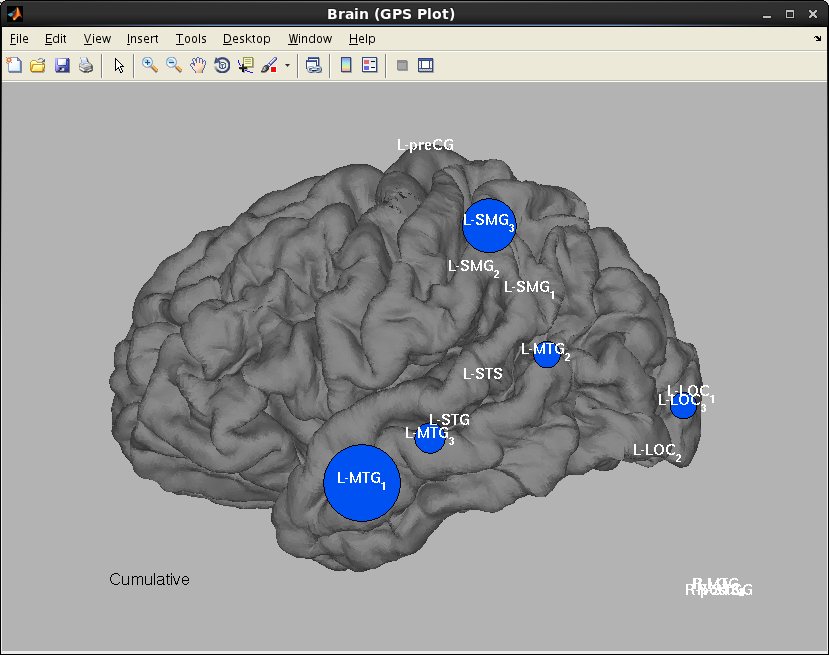 Brain (GPS Plot)
File Edit View Insert Tools Desktop Window Help
L-preCG
L-SMG3
L-SMG2
L-SMG1
L-MTG2
L-STS
L-LOC1
L-LOC3
L-STG
L-MTG3
L-LOC2
L-MTG1
Cumulative